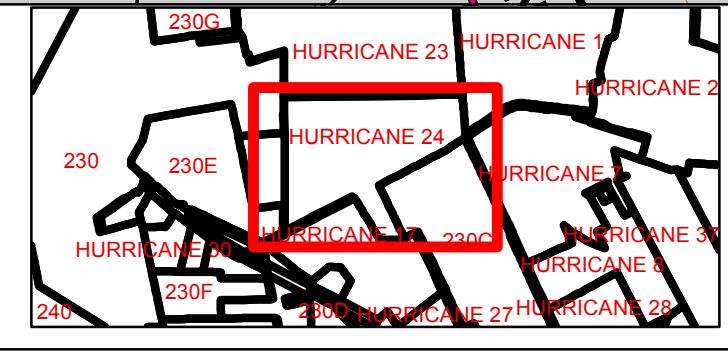 230G
HURRICANE 1
HURRICANE 23
HURRICANE 2
HURRICANE 24
230
230E
HURRICANE 7
HURRICANE 17
230C
HURRICANE 37
HURRICANE 30
HURRICANE 8
230F
240
230D
HURRICANE 27
HURRICANE 28